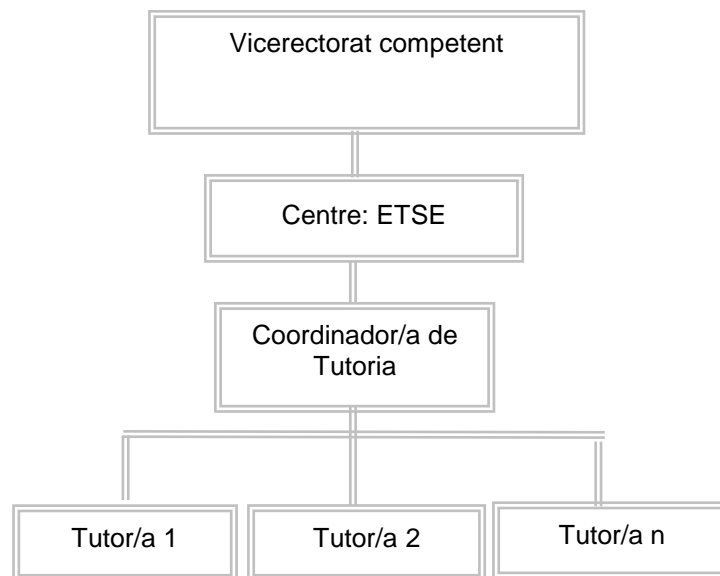 Vicerectorat competent
Centre: ETSE
Coordinador/a de
Tutoria
Tutor/a 1
Tutor/a 2
Tutor/a n